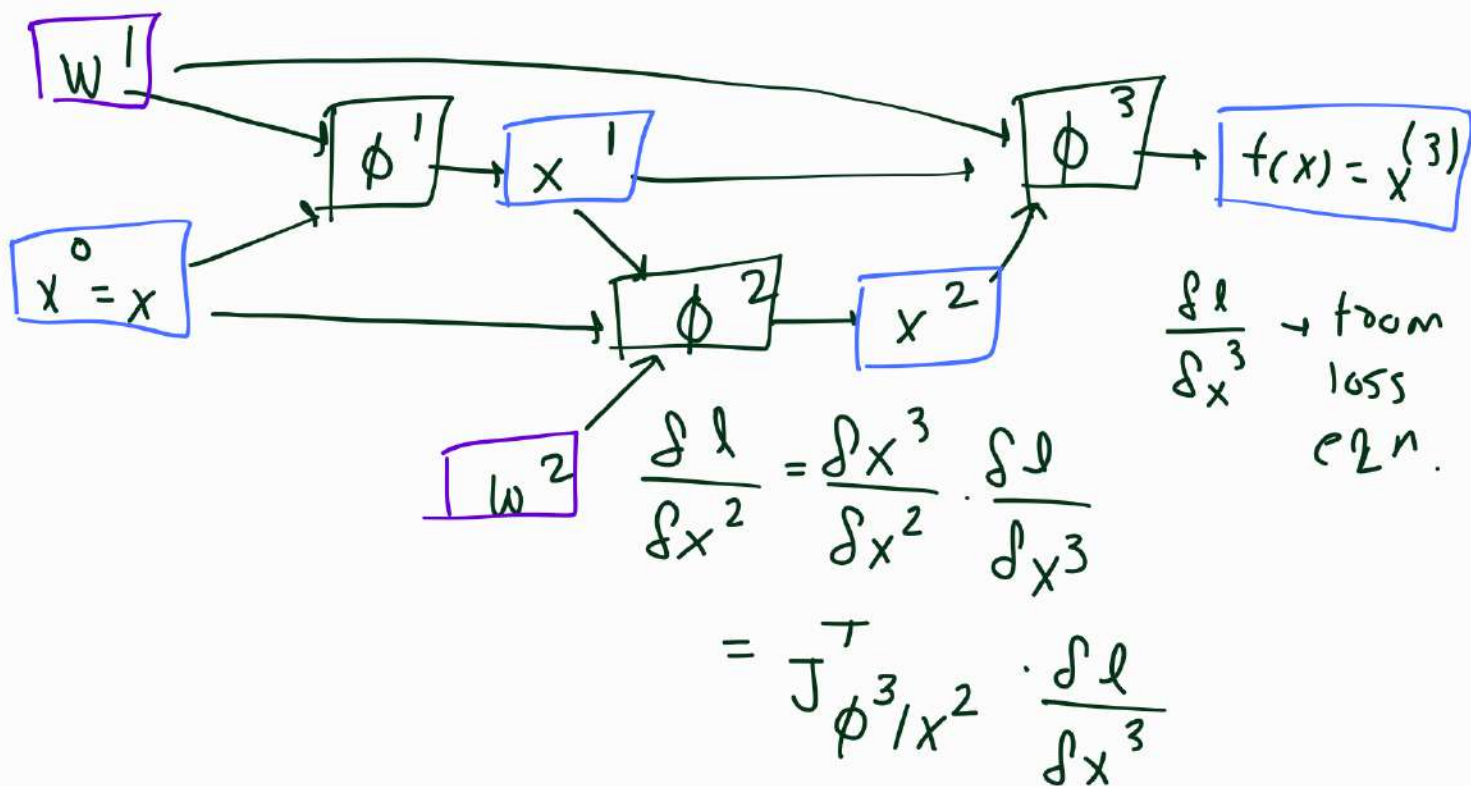 w¹
φ¹
x¹
φ³
f(x) = x⁽³⁾
x⁰ = x
φ²
x²
w²
δl/δx³ → from
loss
eqn.
δl/δx² = δx³/δx² · δl/δx³
= Jᵀ_φ³/x² · δl/δx³